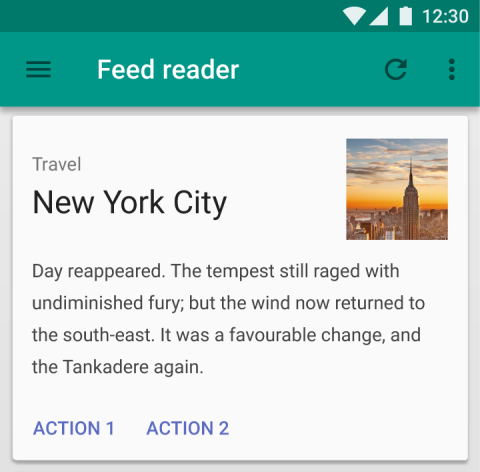 12:30
Feed reader
Travel
New York City
Day reappeared. The tempest still raged with
undiminished fury; but the wind now returned to
the south-east. It was a favourable change, and
the Tankadere again.
ACTION 1 ACTION 2